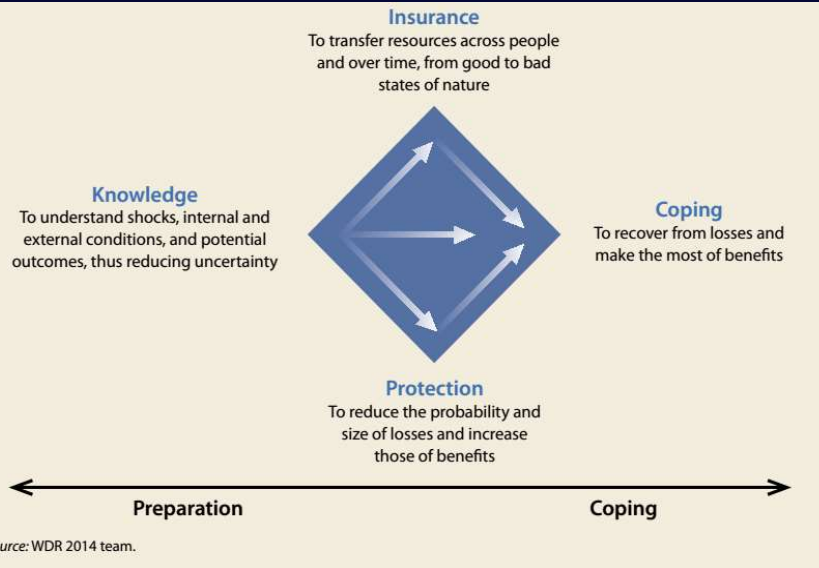 Insurance
To transfer resources across people
and over time, from good to bad
states of nature
Knowledge
To understand shocks, internal and
external conditions, and potential
outcomes, thus reducing uncertainty
Coping
To recover from losses and
make the most of benefits
Protection
To reduce the probability and
size of losses and increase
those of benefits
Preparation
Coping
urce: WDR 2014 team.